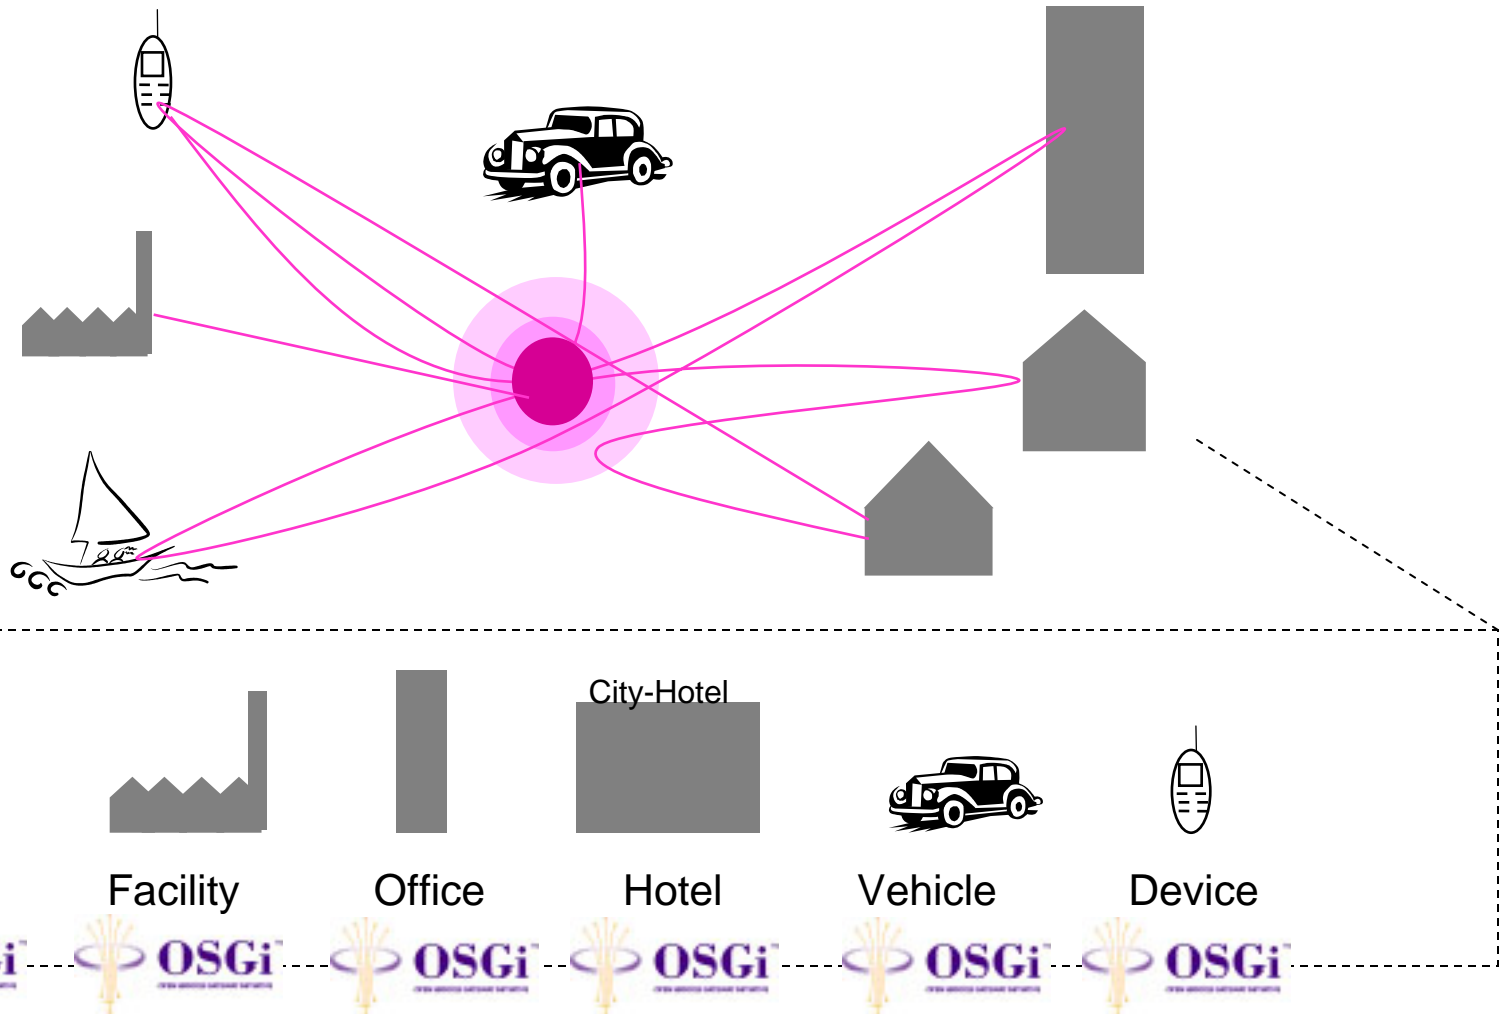 City-Hotel
Facility Office Hotel Vehicle Device
i OSGi OSGi OSGi OSGi OSGi